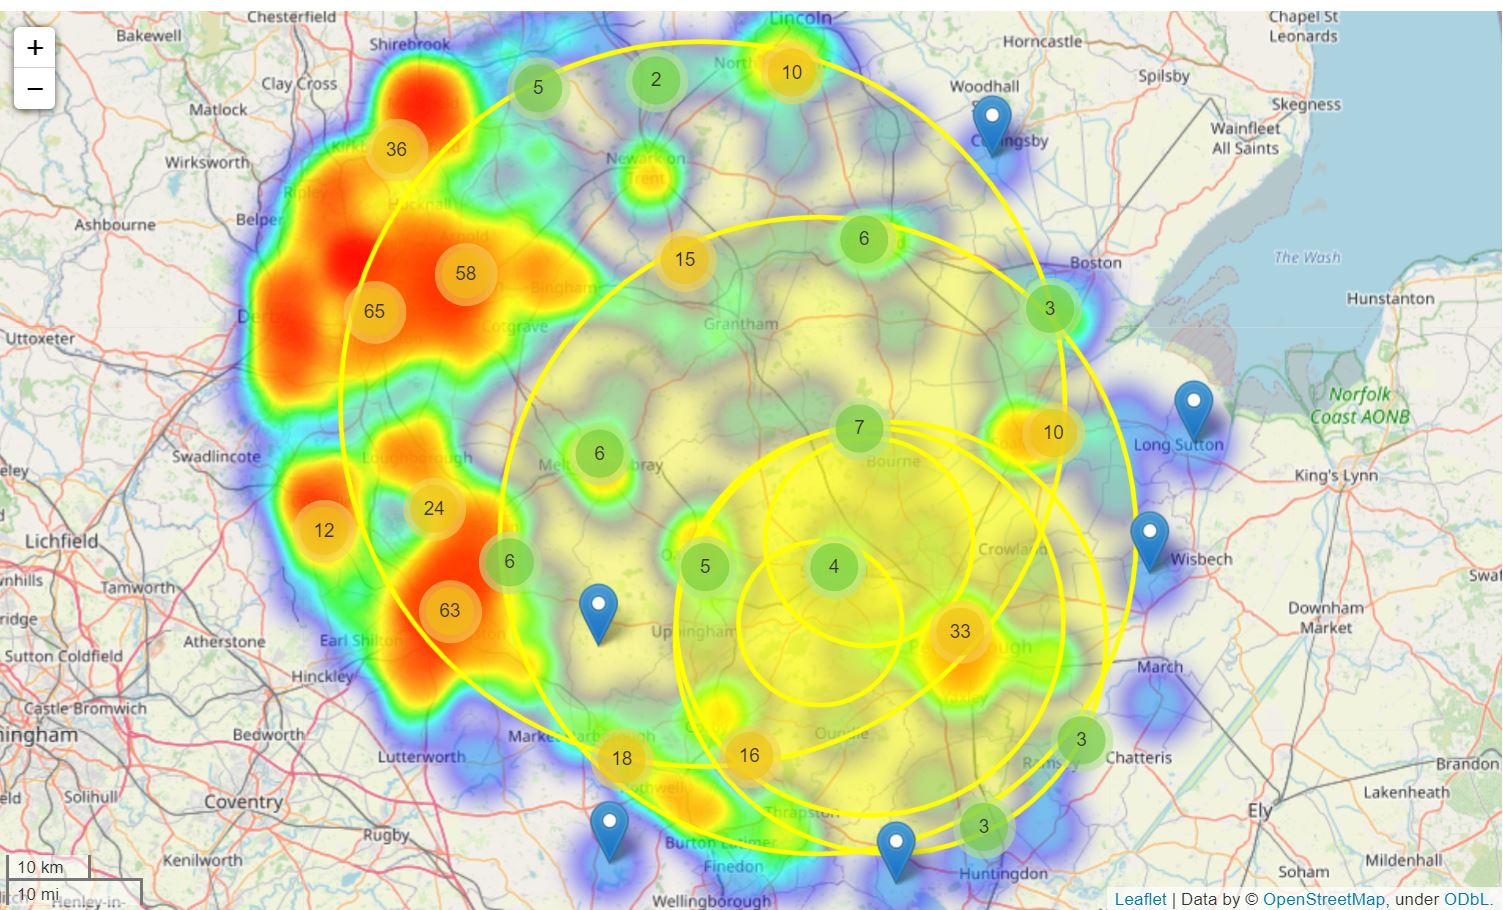 Chesterfield
Lincoln
Chapel St
Leonards
Bakewell
Shirebrook
Horncastle
+
Clay Cross
Spilsby
−
5
2
10
Woodhall
Matlock
Skegness
Wainfleet
All Saints
36
Wirksworth
Newark on
Trent
Ripley
Hucknall
Ashbourne
Belper
6
15
58
Boston
The Wash
Bingham
Hunstanton
65
3
Cotgrave
Grantham
Uttoxeter
Norfolk
Coast AONB
7
10
Long Sutton
Swadlincote
Loughborough
6
Bourne
King's Lynn
24
12
Lichfield
Crowland
6
5
4
Wisbech
Tamworth
63
33
Downham
Market
Uppingham
Atherstone
Earl Shilton
Sutton Coldfield
March
Hinckley
Castle Bromwich
Bedworth
Oundle
3
Lutterworth
18
16
Ramsey
Chatteris
Brandon
Solihull
Coventry
Lakenheath
Thrapston
Ely
3
Rugby
Burton Latimer
Kenilworth
Finedon
Huntingdon
Mildenhall
Soham
10 km
10 mi
Henley-in-
Wellingborough
Leaflet | Data by © OpenStreetMap, under ODbL.